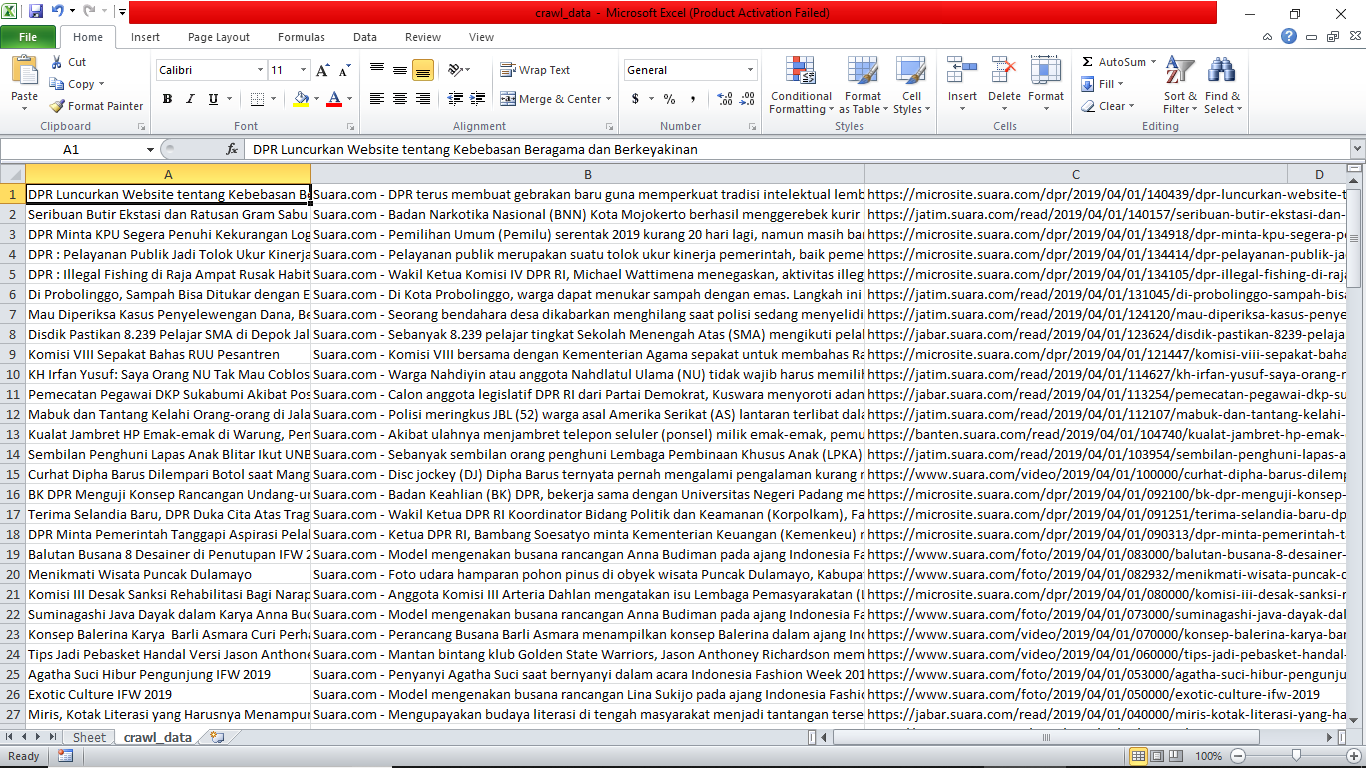 crawl_data - Microsoft Excel (Product Activation Failed)
File Home Insert Page Layout Formulas Data Review View
Cut
Copy
Format Painter
Paste
Clipboard
Calibri 11
B I U
Font
Wrap Text
Merge & Center
Alignment
General
$ % ,
Number
Conditional Formatting
Format as Table
Cell Styles
Styles
Insert Delete Format
Cells
AutoSum
Fill
Clear
Sort & Filter
Find & Select
Editing
A1 fx DPR Luncurkan Website tentang Kebebasan Beragama dan Berkeyakinan
A B C D
1 DPR Luncurkan Website tentang Kebebasan Be Suara.com - DPR terus membuat gebrakan baru guna memperkuat tradisi intelektual lemb https://microsite.suara.com/dpr/2019/04/01/140439/dpr-luncurkan-website-t
2 Seribuan Butir Ekstasi dan Ratusan Gram Sabu Suara.com - Badan Narkotika Nasional (BNN) Kota Mojokerto berhasil menggerebek kurir https://jatim.suara.com/read/2019/04/01/140157/seribuan-butir-ekstasi-dan-
3 DPR Minta KPU Segera Penuhi Kekurangan Log Suara.com - Pemilihan Umum (Pemilu) serentak 2019 kurang 20 hari lagi, namun masih ba https://microsite.suara.com/dpr/2019/04/01/134918/dpr-minta-kpu-segera-pe
4 DPR : Pelayanan Publik Jadi Tolok Ukur Kinerja Suara.com - Pelayanan publik merupakan suatu tolok ukur kinerja pemerintah, baik peme https://microsite.suara.com/dpr/2019/04/01/134414/dpr-pelayanan-publik-jac
5 DPR : Illegal Fishing di Raja Ampat Rusak Habit Suara.com - Wakil Ketua Komisi IV DPR RI, Michael Wattimena menegaskan, aktivitas illeg https://microsite.suara.com/dpr/2019/04/01/134105/dpr-illegal-fishing-di-raja
6 Di Probolinggo, Sampah Bisa Ditukar dengan E Suara.com - Di Kota Probolinggo, warga dapat menukar sampah dengan emas. Langkah ini https://jatim.suara.com/read/2019/04/01/131045/di-probolinggo-sampah-bisa
7 Mau Diperiksa Kasus Penyelewengan Dana, Be Suara.com - Seorang bendahara desa dikabarkan menghilang saat polisi sedang menyelidi https://jatim.suara.com/read/2019/04/01/124120/mau-diperiksa-kasus-penye
8 Disdik Pastikan 8.239 Pelajar SMA di Depok Jal Suara.com - Sebanyak 8.239 pelajar tingkat Sekolah Menengah Atas (SMA) mengikuti pela https://jabar.suara.com/read/2019/04/01/123624/disdik-pastikan-8239-pelaja
9 Komisi VIII Sepakat Bahas RUU Pesantren Suara.com - Komisi VIII bersama dengan Kementerian Agama sepakat untuk membahas Ra https://microsite.suara.com/dpr/2019/04/01/121447/komisi-viii-sepakat-baha
10 KH Irfan Yusuf: Saya Orang NU Tak Mau Coblos Suara.com - Warga Nahdiyin atau anggota Nahdlatul Ulama (NU) tidak wajib harus memilih https://jatim.suara.com/read/2019/04/01/114627/kh-irfan-yusuf-saya-orang-n
11 Pemecatan Pegawai DKP Sukabumi Akibat Pos Suara.com - Calon anggota legislatif DPR RI dari Partai Demokrat, Kuswara menyoroti adan https://jabar.suara.com/read/2019/04/01/113254/pemecatan-pegawai-dkp-su
12 Mabuk dan Tantang Kelahi Orang-orang di Jala Suara.com - Polisi meringkus JBL (52) warga asal Amerika Serikat (AS) lantaran terlibat dala https://jatim.suara.com/read/2019/04/01/112107/mabuk-dan-tantang-kelahi-
13 Kualat Jambret HP Emak-emak di Warung, Pen Suara.com - Akibat ulahnya menjambret telepon seluler (ponsel) milik emak-emak, pemu https://banten.suara.com/read/2019/04/01/104740/kualat-jambret-hp-emak-
14 Sembilan Penghuni Lapas Anak Blitar Ikut UNB Suara.com - Sebanyak sembilan orang penghuni Lembaga Pembinaan Khusus Anak (LPKA) https://jatim.suara.com/read/2019/04/01/103954/sembilan-penghuni-lapas-a
15 Curhat Dipha Barus Dilempari Botol saat Mang Suara.com - Disc jockey (DJ) Dipha Barus ternyata pernah mengalami pengalaman kurang https://www.suara.com/video/2019/04/01/100000/curhat-dipha-barus-dilemp
16 BK DPR Menguji Konsep Rancangan Undang-un Suara.com - Badan Keahlian (BK) DPR, bekerja sama dengan Universitas Negeri Padang me https://microsite.suara.com/dpr/2019/04/01/092100/bk-dpr-menguji-konsep-
17 Terima Selandia Baru, DPR Duka Cita Atas Trag Suara.com - Wakil Ketua DPR RI Koordinator Bidang Politik dan Keamanan (Korpolkam), Fa https://microsite.suara.com/dpr/2019/04/01/091251/terima-selandia-baru-dp
18 DPR Minta Pemerintah Tanggapi Aspirasi Pelal Suara.com - Ketua DPR RI, Bambang Soesatyo minta Kementerian Keuangan (Kemenkeu) https://microsite.suara.com/dpr/2019/04/01/090313/dpr-minta-pemerintah-t
19 Balutan Busana 8 Desainer di Penutupan IFW 2 Suara.com - Model mengenakan busana rancangan Anna Budiman pada ajang Indonesia Fa https://www.suara.com/foto/2019/04/01/083000/balutan-busana-8-desainer-
20 Menikmati Wisata Puncak Dulamayo Suara.com - Foto udara hamparan pohon pinus di obyek wisata Puncak Dulamayo, Kabupa https://www.suara.com/foto/2019/04/01/082932/menikmati-wisata-puncak-d
21 Komisi III Desak Sanksi Rehabilitasi Bagi Narap Suara.com - Anggota Komisi III Arteria Dahlan mengatakan isu Lembaga Pemasyarakatan (L https://microsite.suara.com/dpr/2019/04/01/080000/komisi-iii-desak-sanksi-r
22 Suminagashi Java Dayak dalam Karya Anna Bud Suara.com - Model mengenakan busana rancangan Anna Budiman pada ajang Indonesia Fa https://www.suara.com/foto/2019/04/01/073000/suminagashi-java-dayak-dal
23 Konsep Balerina Karya Barli Asmara Curi Perha Suara.com - Perancang Busana Barli Asmara menampilkan konsep Balerina dalam ajang Ind https://www.suara.com/video/2019/04/01/070000/konsep-balerina-karya-bar
24 Tips Jadi Pebasket Handal Versi Jason Anthone Suara.com - Mantan bintang klub Golden State Warriors, Jason Anthoney Richardson mem https://www.suara.com/video/2019/04/01/060000/tips-jadi-pebasket-handal-
25 Agatha Suci Hibur Pengunjung IFW 2019 Suara.com - Penyanyi Agatha Suci saat bernyanyi dalam acara Indonesia Fashion Week 201 https://www.suara.com/foto/2019/04/01/053000/agatha-suci-hibur-pengunju
26 Exotic Culture IFW 2019 Suara.com - Model mengenakan busana rancangan Lina Sukijo pada ajang Indonesia Fashio https://www.suara.com/foto/2019/04/01/050000/exotic-culture-ifw-2019
27 Miris, Kotak Literasi yang Harusnya Menampun Suara.com - Mengupayakan budaya literasi di tengah masyarakat menjadi tantangan terse https://jabar.suara.com/read/2019/04/01/040000/miris-kotak-literasi-yang-ha
Sheet crawl_data
Ready 100%